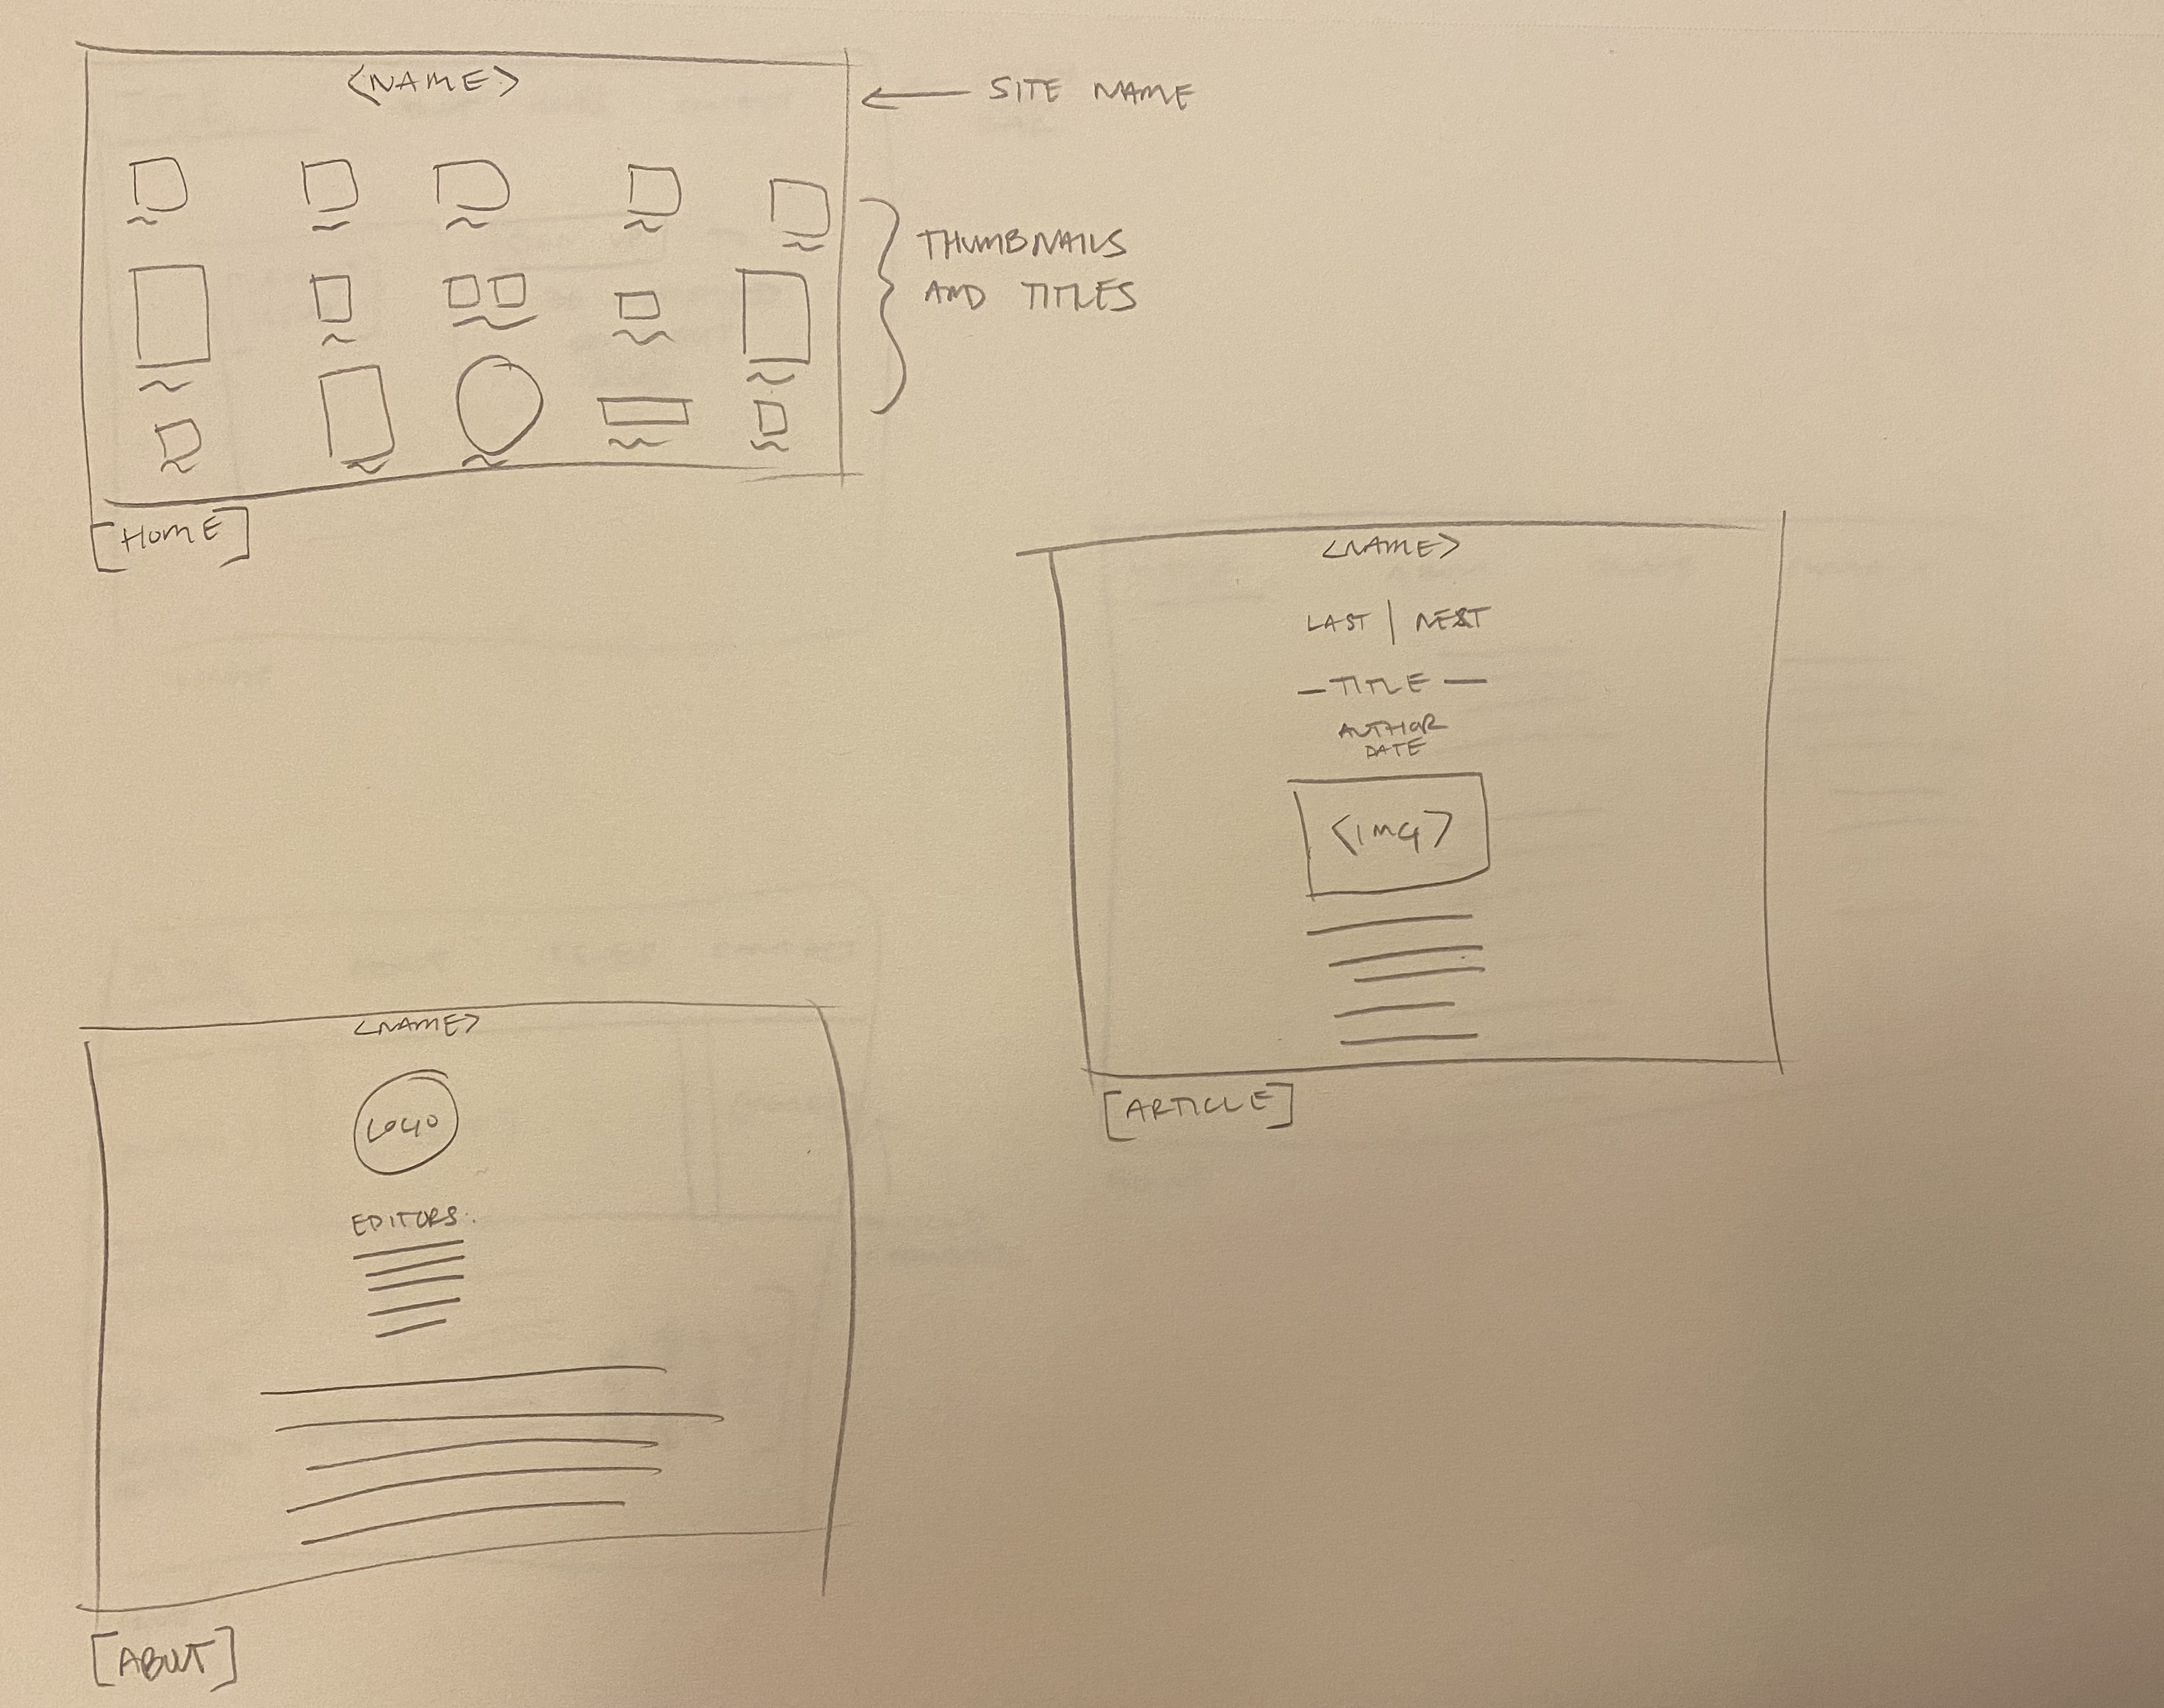 <NAME>
SITE NAME
THUMBNAILS
AND TITLES
[HOME]
<NAME>
LAST | NEXT
— TITLE —
AUTHOR
DATE
<IMG>
[ARTICLE]
<NAME>
LOGO
EDITORS:
[ABOUT]